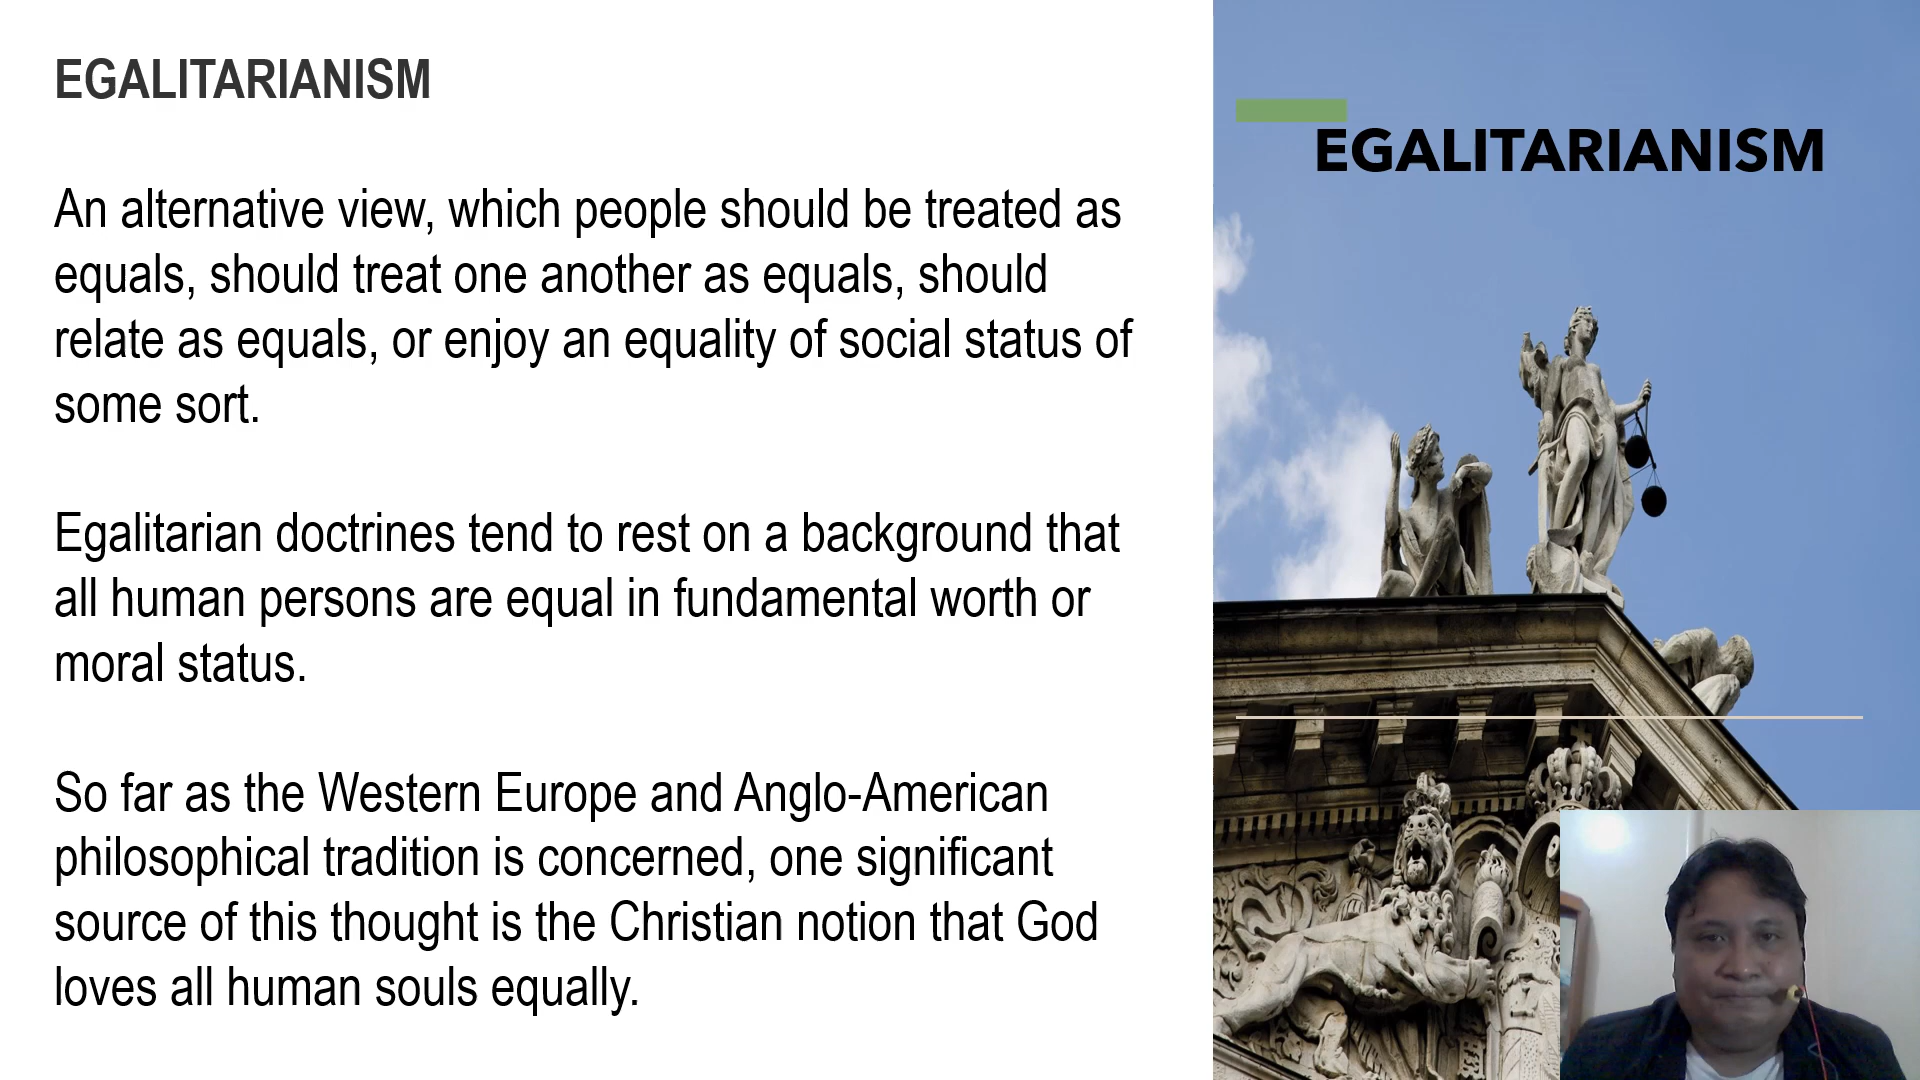 EGALITARIANISM
An alternative view, which people should be treated as
equals, should treat one another as equals, should
relate as equals, or enjoy an equality of social status of
some sort.
Egalitarian doctrines tend to rest on a background that
all human persons are equal in fundamental worth or
moral status.
So far as the Western Europe and Anglo-American
philosophical tradition is concerned, one significant
source of this thought is the Christian notion that God
loves all human souls equally.
EGALITARIANISM